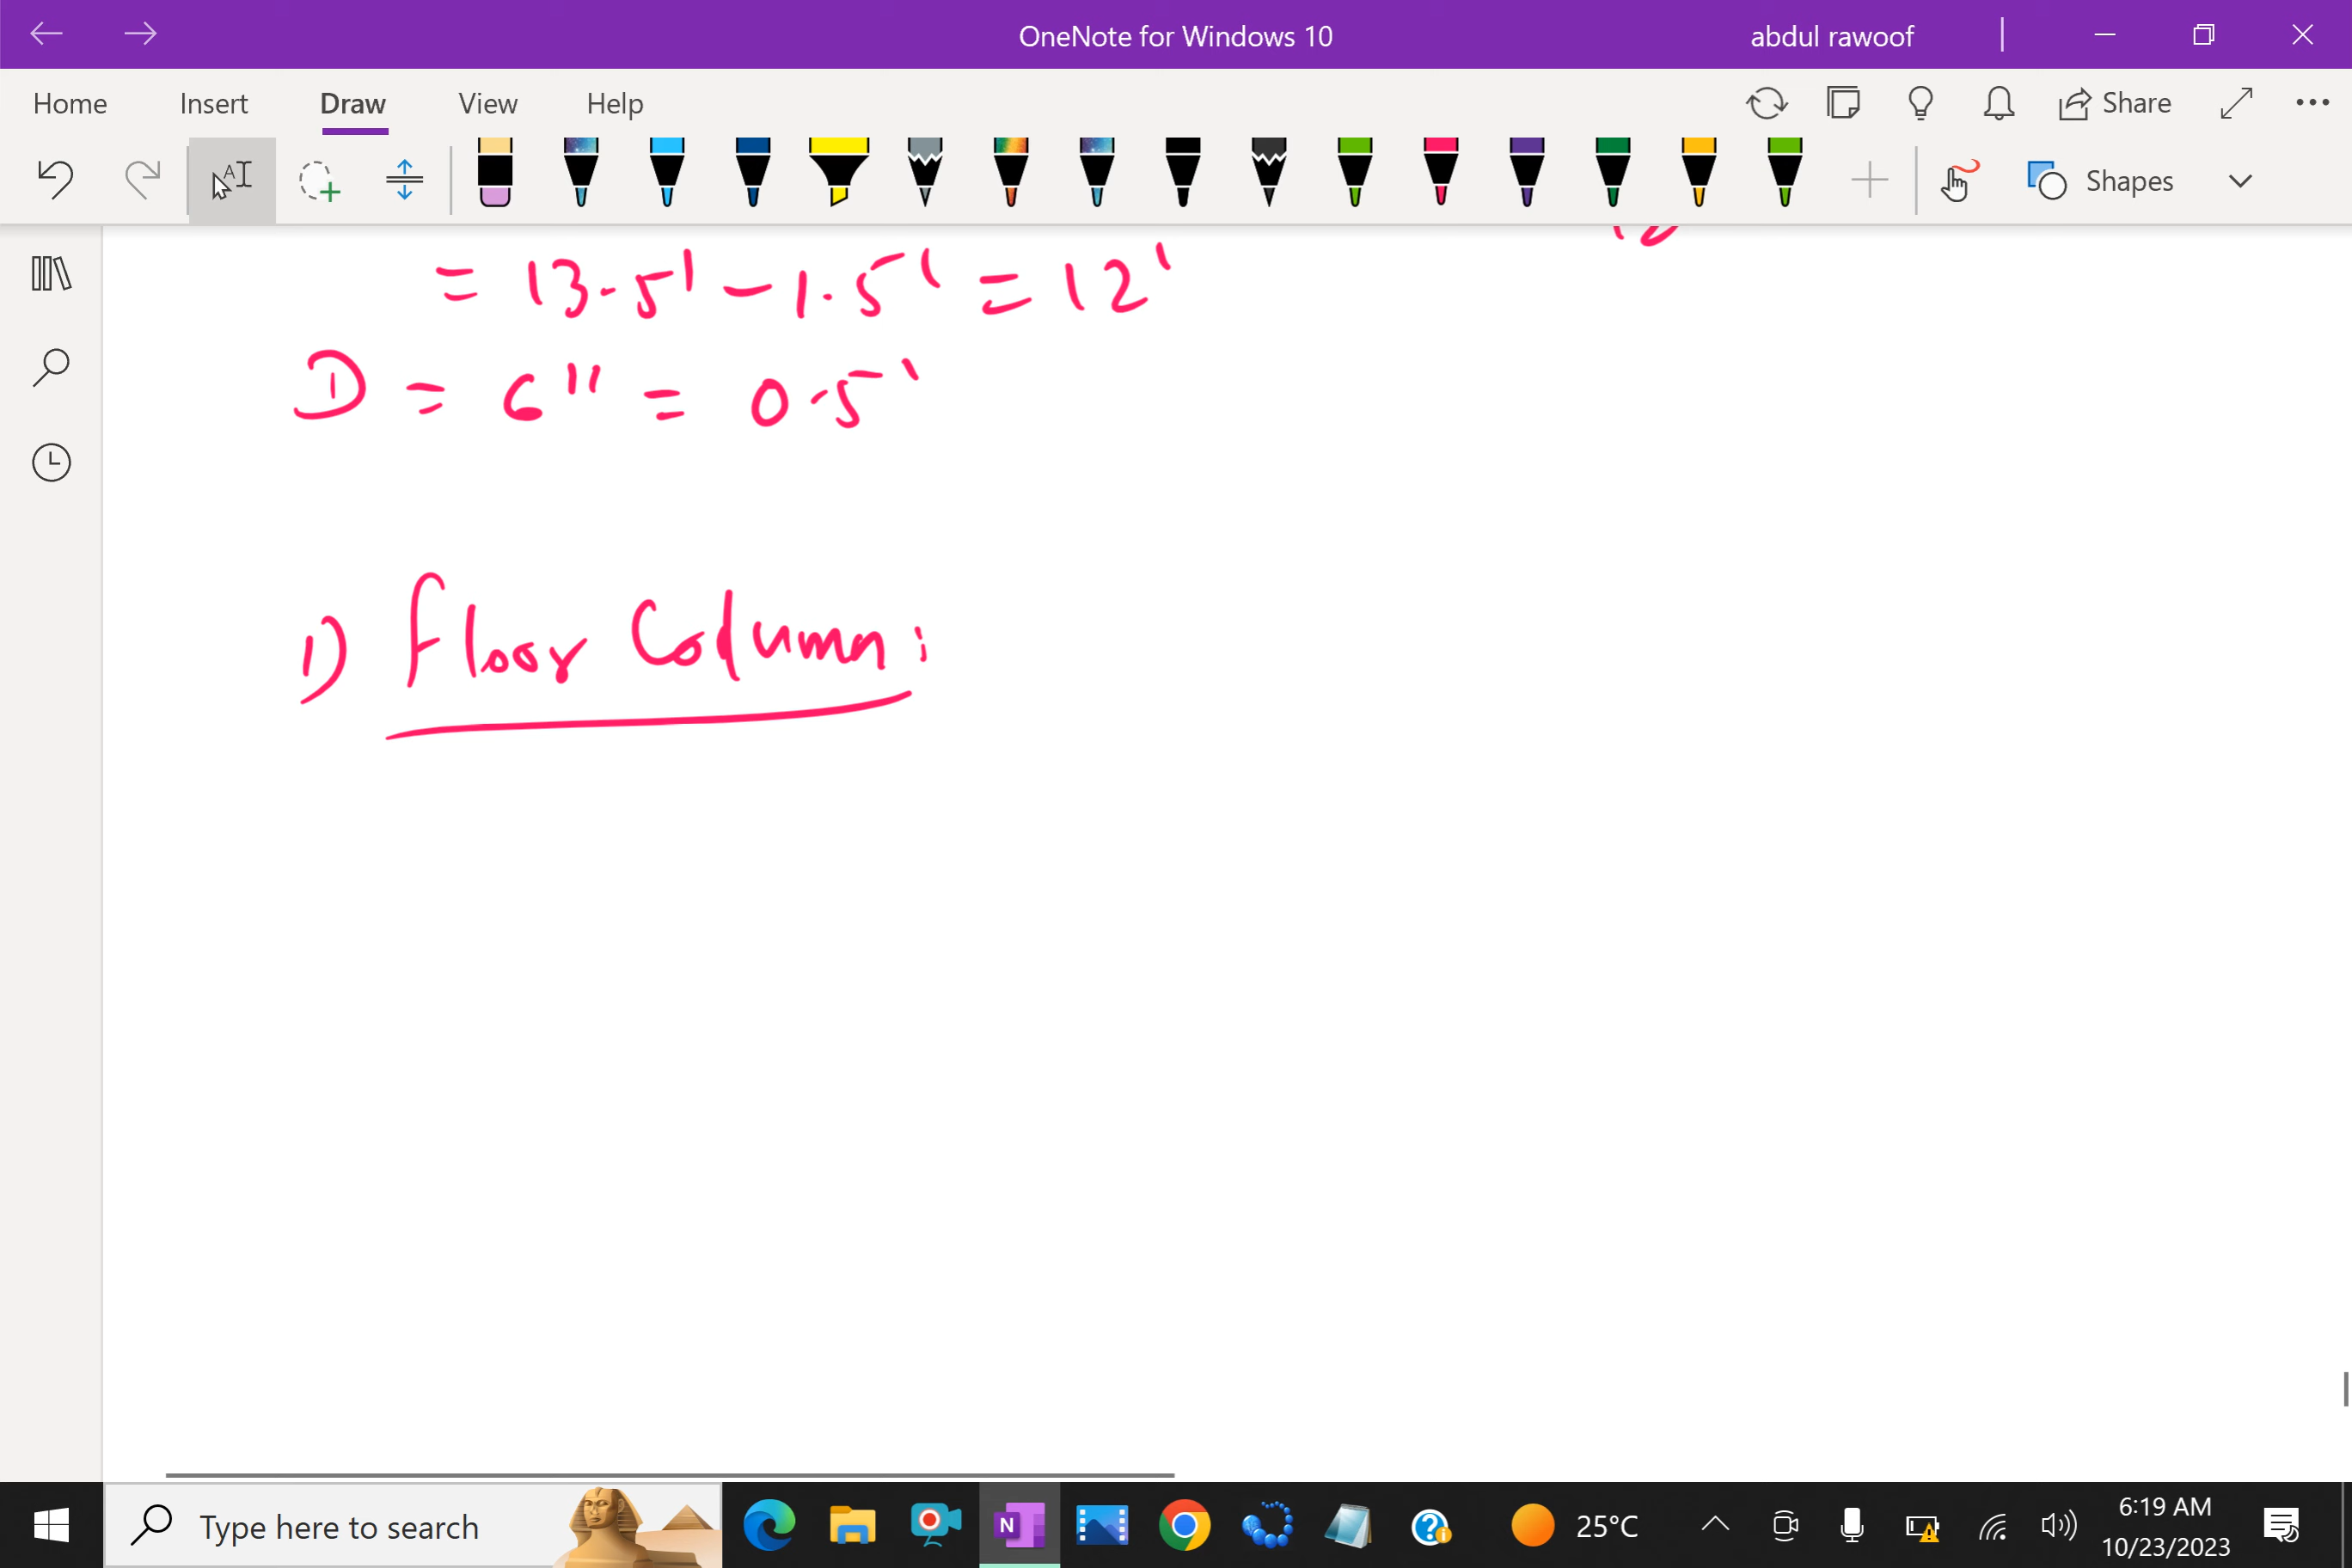 OneNote for Windows 10
abdul rawoof
Home Insert Draw View Help
Share
Shapes
= 13.5' - 1.5' = 12'
D = 6" = 0.5'
1) Floor Column:
Type here to search
25°C
6:19 AM
10/23/2023